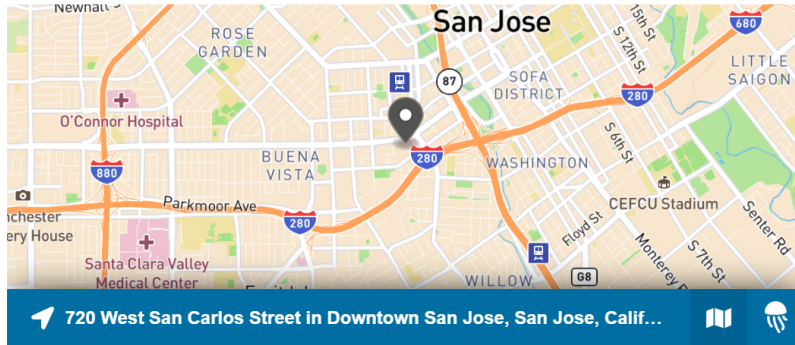 Newhall S
San Jose
680
ROSE
GARDEN
S 15th St
S 12th St
LITTLE
SAIGON
87
SOFA
DISTRICT
280
O'Connor Hospital
S 6th St
BUENA
VISTA
280
WASHINGTON
880
CEFCU Stadium
Parkmoor Ave
nchester
ery House
280
Floyd St
Senter Rd
Santa Clara Valley
Medical Center
Monterey
S 7th St
WILLOW
G8
720 West San Carlos Street in Downtown San Jose, San Jose, Calif...